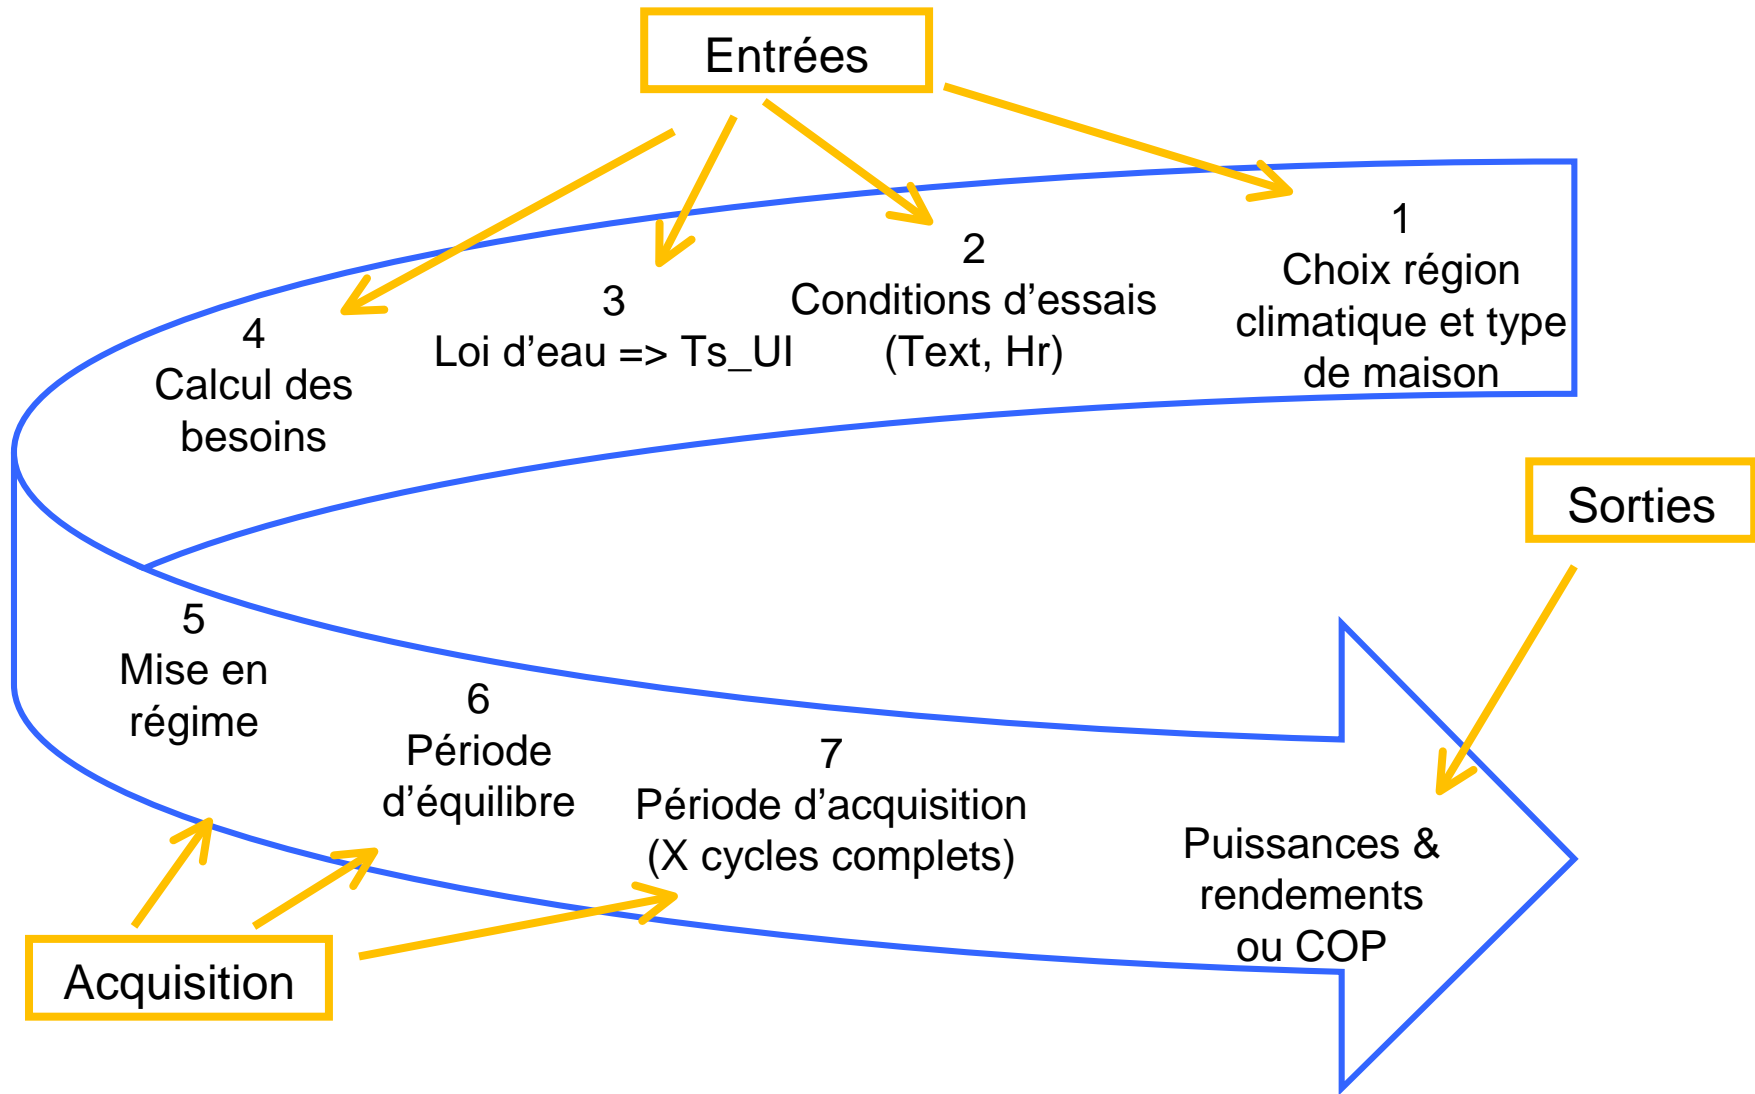 Entrées
1
Choix région
climatique et type
de maison
2
Conditions d'essais
(Text, Hr)
3
Loi d'eau => Ts_UI
4
Calcul des
besoins
Sorties
5
Mise en
régime
6
Période
d'équilibre
7
Période d'acquisition
(X cycles complets)
Puissances &
rendements
ou COP
Acquisition